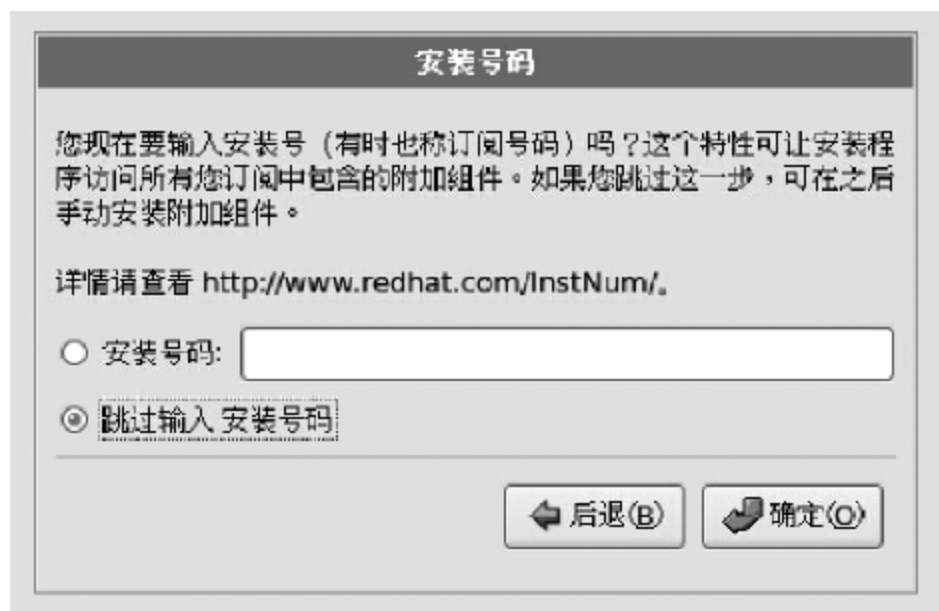 安装号码
您现在要输入安装号（有时也称订阅号码）吗？这个特性可让安装程
序访问所有您订阅中包含的附加组件。如果您跳过这一步，可在之后
手动安装附加组件。
详情请查看 http://www.redhat.com/InstNum/。
安装号码:
跳过输入 安装号码
后退(B)
确定(O)